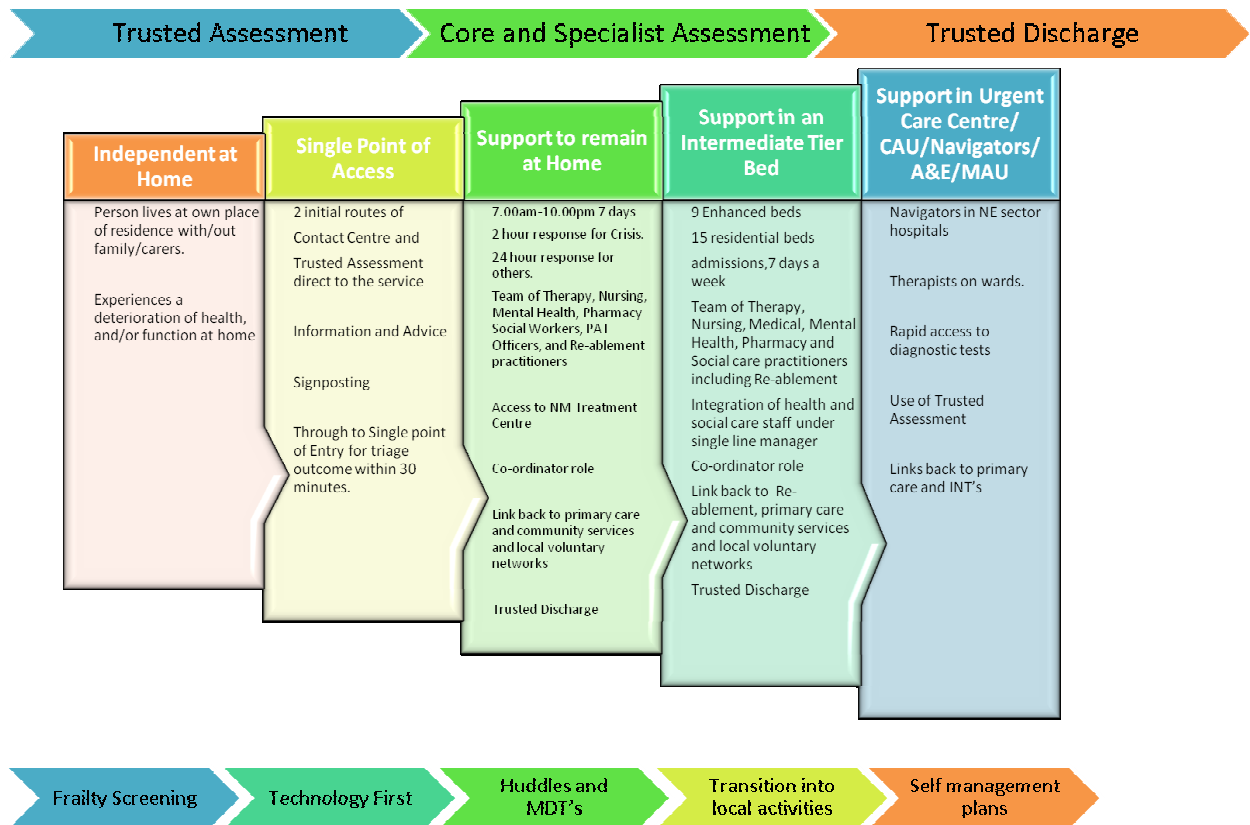 Trusted Assessment
Core and Specialist Assessment
Trusted Discharge
Independent at
Home
Person lives at own place
of residence with/out
family/carers.
Experiences a
deterioration of health,
and/or function at home
Single Point of
Access
2 initial routes of
Contact Centre and
Trusted Assessment
direct to the service
Information and Advice
Signposting
Through to Single point
of Entry for triage
outcome within 30
minutes.
Support to remain
at Home
7.00am-10.00pm 7 days
2 hour response for Crisis.
24 hour response for
others.
Team of Therapy, Nursing,
Mental Health, Pharmacy
Social Workers, PAT
Officers, and Re-ablement
practitioners
Access to NM Treatment
Centre
Co-ordinator role
Link back to primary care
and community services
and local voluntary
networks
Trusted Discharge
Support in an
Intermediate Tier
Bed
9 Enhanced beds
15 residential beds
admissions,7 days a
week
Team of Therapy,
Nursing, Medical, Mental
Health, Pharmacy and
Social care practitioners
including Re-ablement
Integration of health and
social care staff under
single line manager
Co-ordinator role
Link back to Re-
ablement, primary care
and community services
and local voluntary
networks
Trusted Discharge
Support in Urgent
Care Centre/
CAU/Navigators/
A&E/MAU
Navigators in NE sector
hospitals
Therapists on wards.
Rapid access to
diagnostic tests
Use of Trusted
Assessment
Links back to primary
care and INT's
Frailty Screening
Technology First
Huddles and
MDT's
Transition into
local activities
Self management
plans